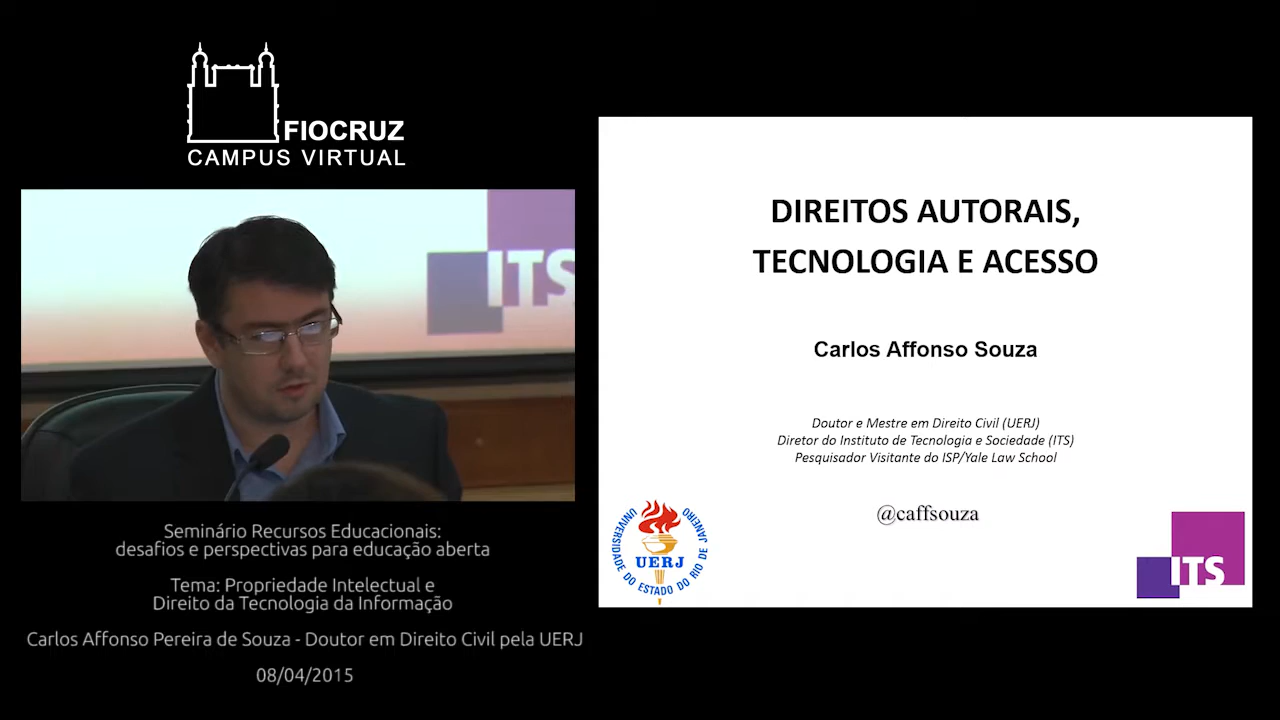 FIOCRUZ
CAMPUS VIRTUAL
ITS
Seminário Recursos Educacionais:
desafios e perspectivas para educação aberta
Tema: Propriedade Intelectual e
Direito da Tecnologia da Informação
Carlos Affonso Pereira de Souza - Doutor em Direito Civil pela UERJ
08/04/2015
DIREITOS AUTORAIS,
TECNOLOGIA E ACESSO
Carlos Affonso Souza
Doutor e Mestre em Direito Civil (UERJ)
Diretor do Instituto de Tecnologia e Sociedade (ITS)
Pesquisador Visitante do ISP/Yale Law School
@caffsouza
UNIVERSIDADE DO ESTADO DO RIO DE JANEIRO
UERJ
ITS